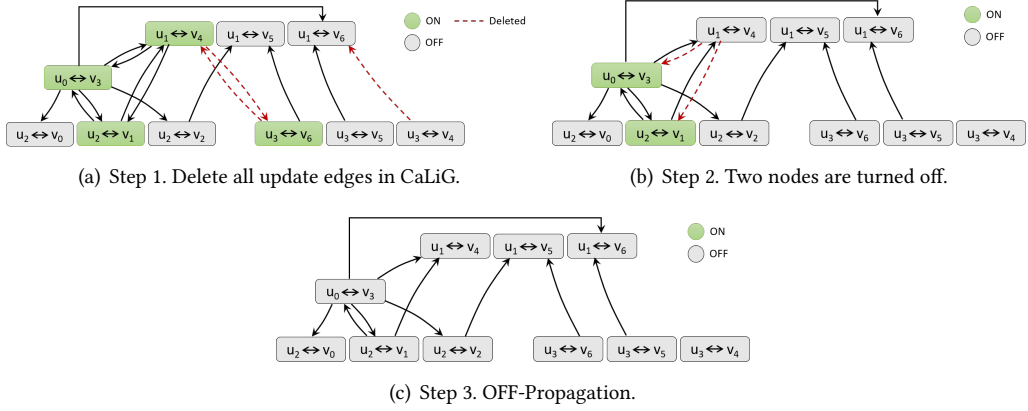 u₁⇔v₄ u₁⇔v₅ u₁⇔v₆
ON
Deleted
OFF
u₀⇔v₃
u₂⇔v₀ u₂⇔v₁ u₂⇔v₂ u₃⇔v₆ u₃⇔v₅ u₃⇔v₄
(a) Step 1. Delete all update edges in CaLiG.
u₁⇔v₄ u₁⇔v₅ u₁⇔v₆
ON
OFF
u₀⇔v₃
u₂⇔v₀ u₂⇔v₁ u₂⇔v₂ u₃⇔v₆ u₃⇔v₅ u₃⇔v₄
(b) Step 2. Two nodes are turned off.
u₁⇔v₄ u₁⇔v₅ u₁⇔v₆
ON
OFF
u₀⇔v₃
u₂⇔v₀ u₂⇔v₁ u₂⇔v₂ u₃⇔v₆ u₃⇔v₅ u₃⇔v₄
(c) Step 3. OFF-Propagation.